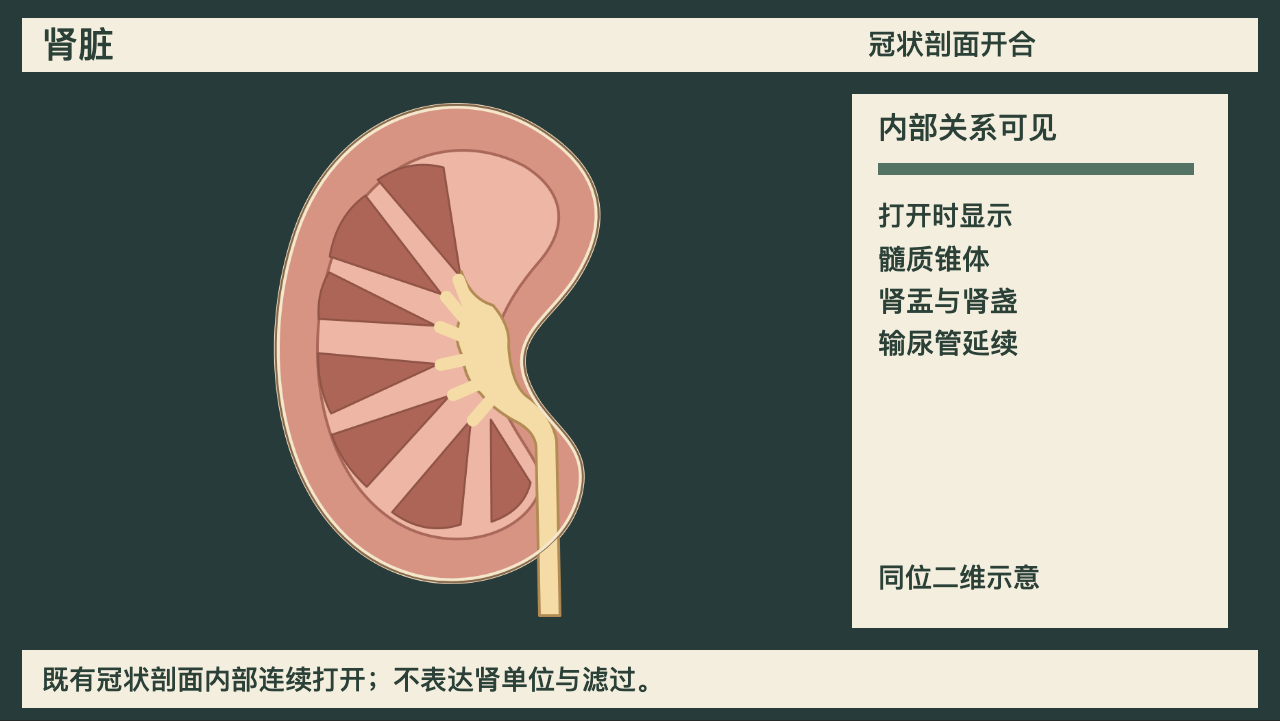 肾脏
冠状剖面开合
内部关系可见
打开时显示
髓质锥体
肾盂与肾盏
输尿管延续
同位二维示意
既有冠状剖面内部连续打开；不表达肾单位与滤过。